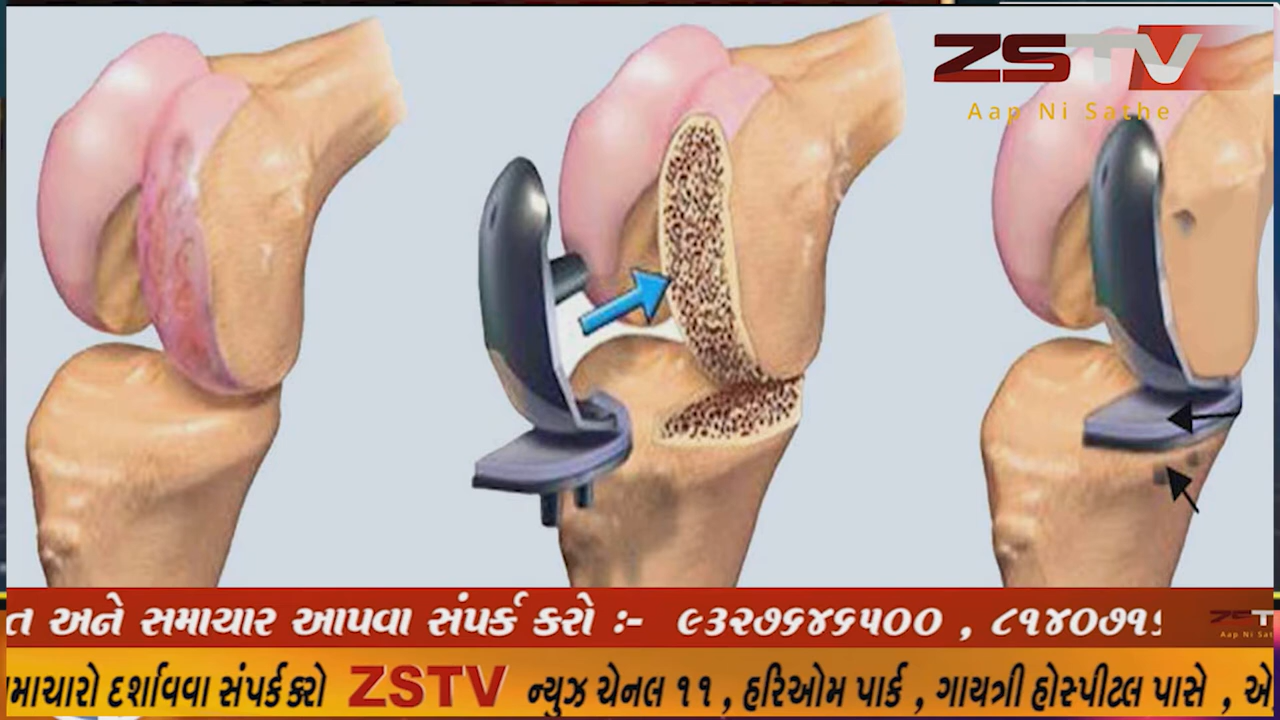 ZSTV
Aap Ni Sathe
ત અને સમાચાર આપવા સંપર્ક કરો :- ૯૩૨૭૬૪૬૫૦૦ , ૮૧૪૦૭૧
માચારો દર્શાવવા સંપર્ક કરો ZSTV ન્યુઝ ચેનલ ૧૧ , હરિઓમ પાર્ક , ગાયત્રી હોસ્પીટલ પાસે , એ